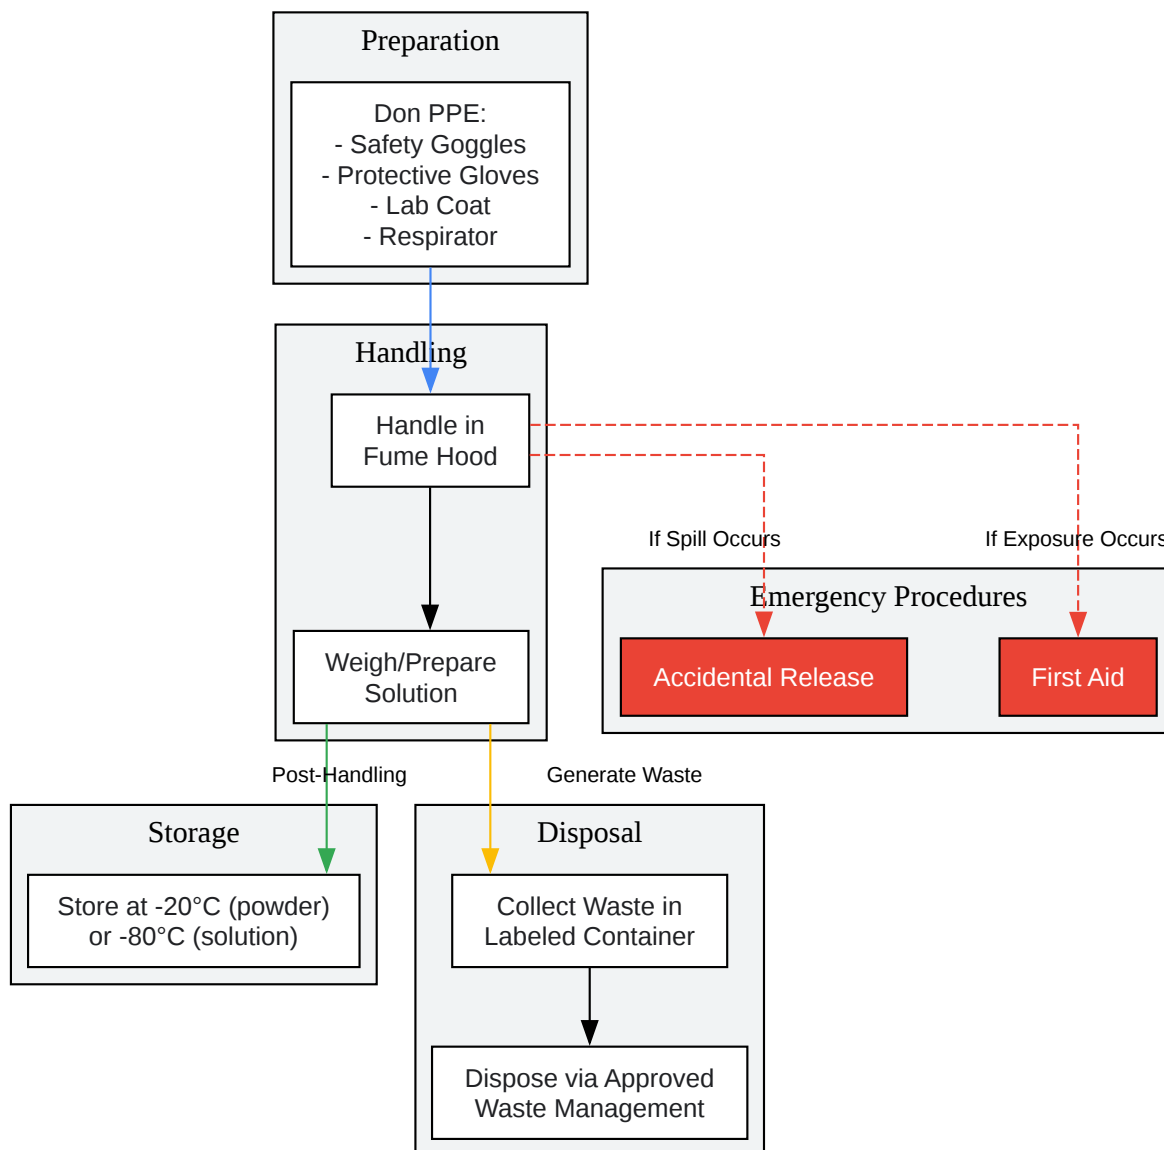 Preparation
Don PPE:
- Safety Goggles
- Protective Gloves
- Lab Coat
- Respirator
Handling
Handle in
Fume Hood
If Spill Occurs
If Exposure Occurs
Emergency Procedures
Accidental Release
First Aid
Weigh/Prepare
Solution
Post-Handling
Generate Waste
Storage
Store at -20°C (powder)
or -80°C (solution)
Disposal
Collect Waste in
Labeled Container
Dispose via Approved
Waste Management